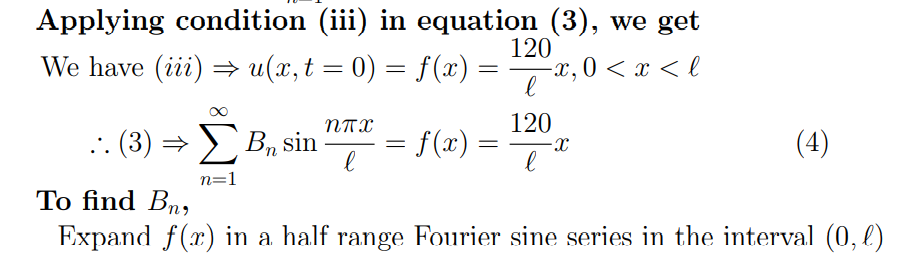 Applying condition (iii) in equation (3), we get
We have (iii) ⇒ u(x, t = 0) = f(x) = 120/ℓ x, 0 < x < ℓ
∴ (3) ⇒ ∑_{n=1}^{∞} B_n sin nπx/ℓ = f(x) = 120/ℓ x (4)
To find B_n,
Expand f(x) in a half range Fourier sine series in the interval (0, ℓ)